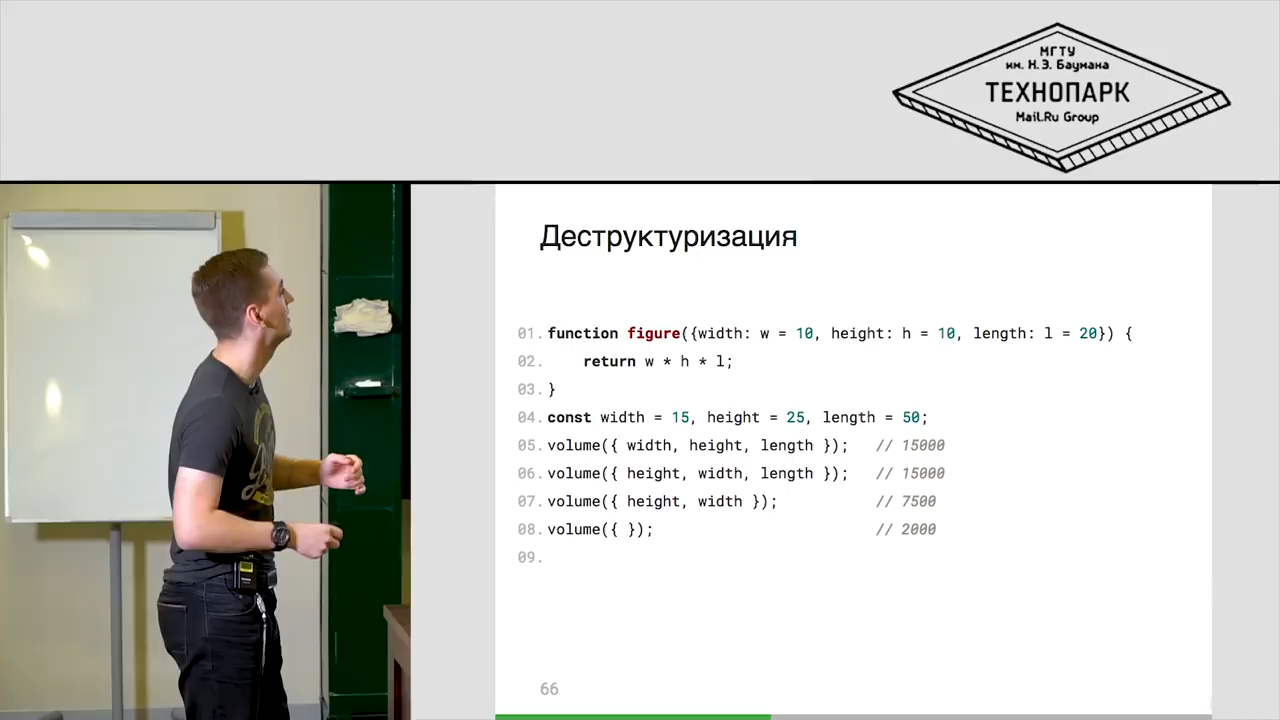 МГТУ
им. Н.Э. Баумана
ТЕХНОПАРК
Mail.Ru Group
Деструктуризация
01. function figure({width: w = 10, height: h = 10, length: l = 20}) {
02. return w * h * l;
03. }
04. const width = 15, height = 25, length = 50;
05. volume({ width, height, length }); // 15000
06. volume({ height, width, length }); // 15000
07. volume({ height, width }); // 7500
08. volume({ }); // 2000
09.
66